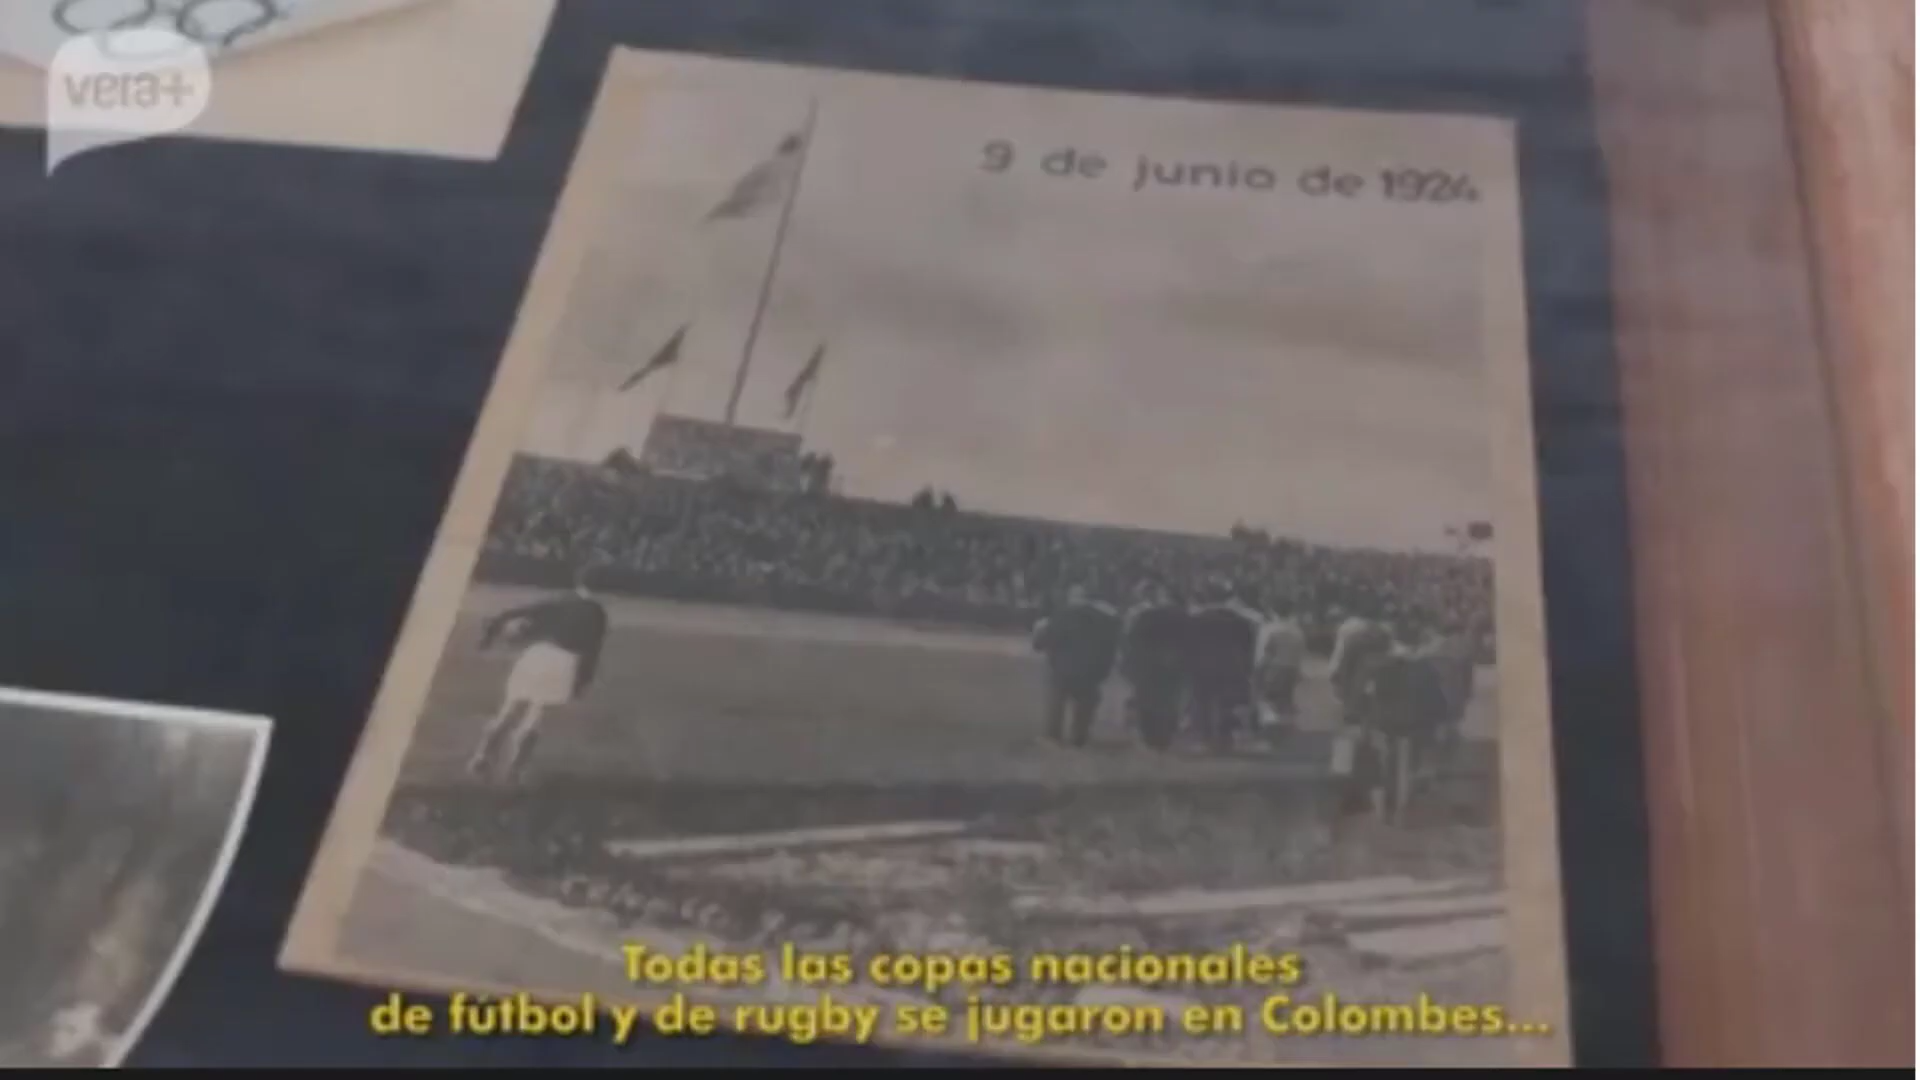 vera+
9 de junio de 1924
Todas las copas nacionales
de fútbol y de rugby se jugaron en Colombes...